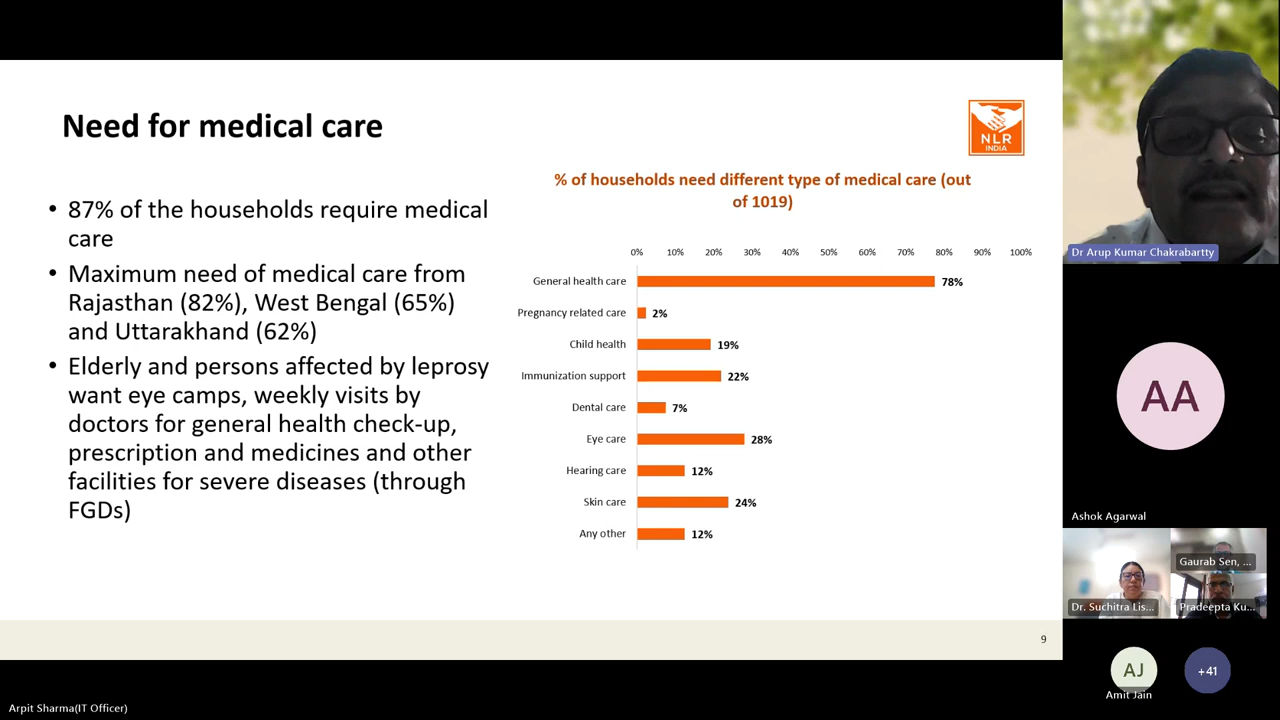 Need for medical care
NLR
INDIA
• 87% of the households require medical
care
• Maximum need of medical care from
Rajasthan (82%), West Bengal (65%)
and Uttarakhand (62%)
• Elderly and persons affected by leprosy
want eye camps, weekly visits by
doctors for general health check-up,
prescription and medicines and other
facilities for severe diseases (through
FGDs)
% of households need different type of medical care (out
of 1019)
0% 10% 20% 30% 40% 50% 60% 70% 80% 90% 100%
General health care 78%
Pregnancy related care 2%
Child health 19%
Immunization support 22%
Dental care 7%
Eye care 28%
Hearing care 12%
Skin care 24%
Any other 12%
9
Dr Arup Kumar Chakrabartty
AA
Ashok Agarwal
Gaurab Sen, ...
Dr. Suchitra Lis...
Pradeepta Ku...
AJ
+41
Amit Jain
Arpit Sharma(IT Officer)